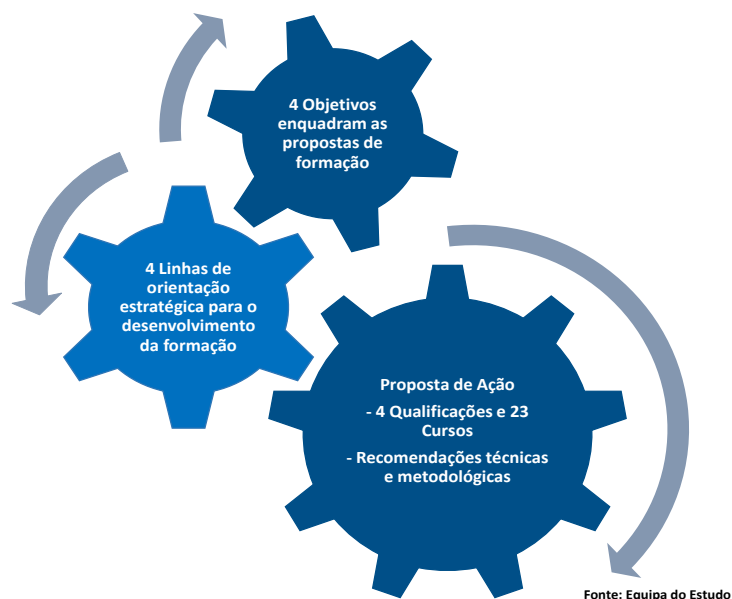 4 Objetivos
enquadram as
propostas de
formação
4 Linhas de
orientação
estratégica para o
desenvolvimento
da formação
Proposta de Ação
- 4 Qualificações e 23
Cursos
- Recomendações técnicas
e metodológicas
Fonte: Equipa do Estudo